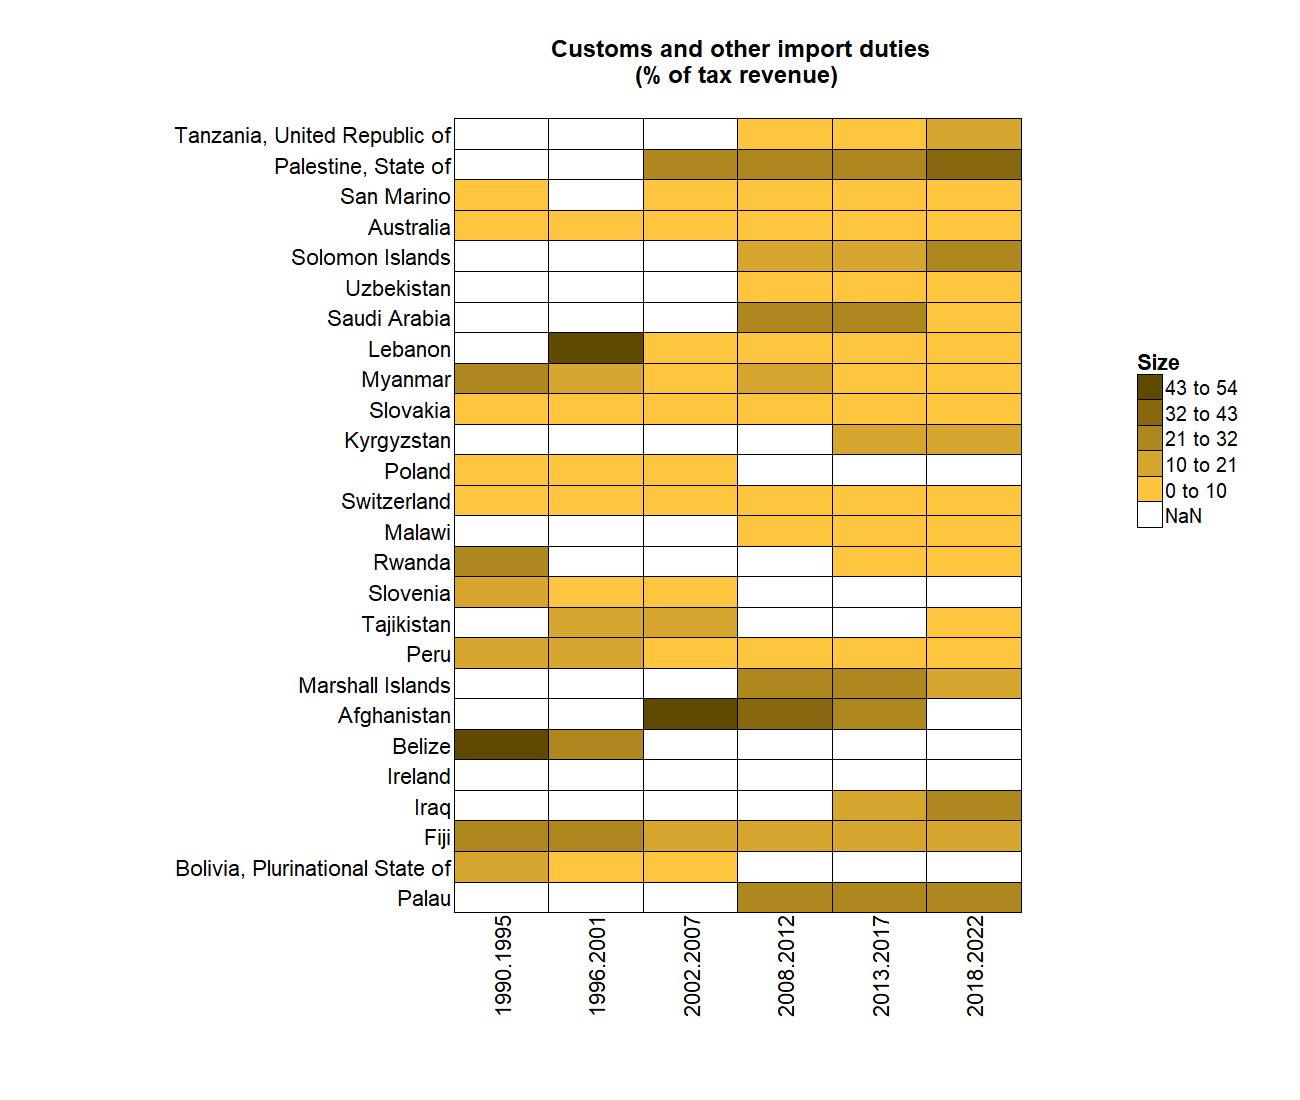 Customs and other import duties
(% of tax revenue)
Tanzania, United Republic of
Palestine, State of
San Marino
Australia
Solomon Islands
Uzbekistan
Saudi Arabia
Lebanon
Myanmar
Slovakia
Kyrgyzstan
Poland
Switzerland
Malawi
Rwanda
Slovenia
Tajikistan
Peru
Marshall Islands
Afghanistan
Belize
Ireland
Iraq
Fiji
Bolivia, Plurinational State of
Palau
1990.1995
1996.2001
2002.2007
2008.2012
2013.2017
2018.2022
Size
43 to 54
32 to 43
21 to 32
10 to 21
0 to 10
NaN